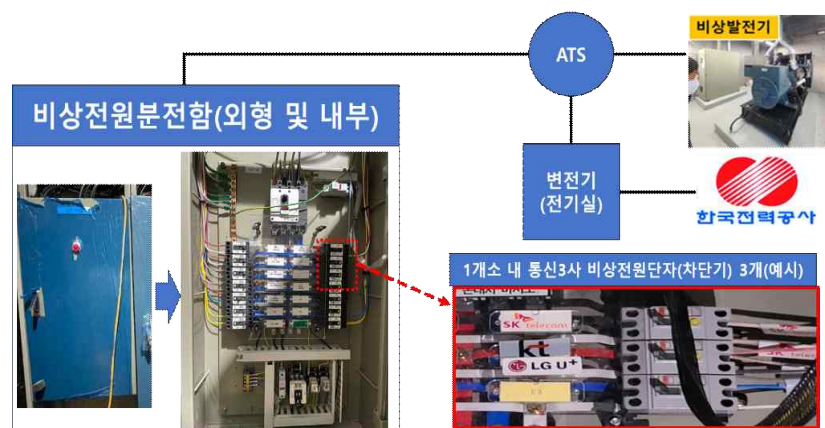 비상발전기
ATS
비상전원분전함(외형 및 내부)
변전기
(전기실)
한국전력공사
1개소 내 통신3사 비상전원단자(차단기) 3개(예시)
SK telecom
kt
LG U+
SK telecom